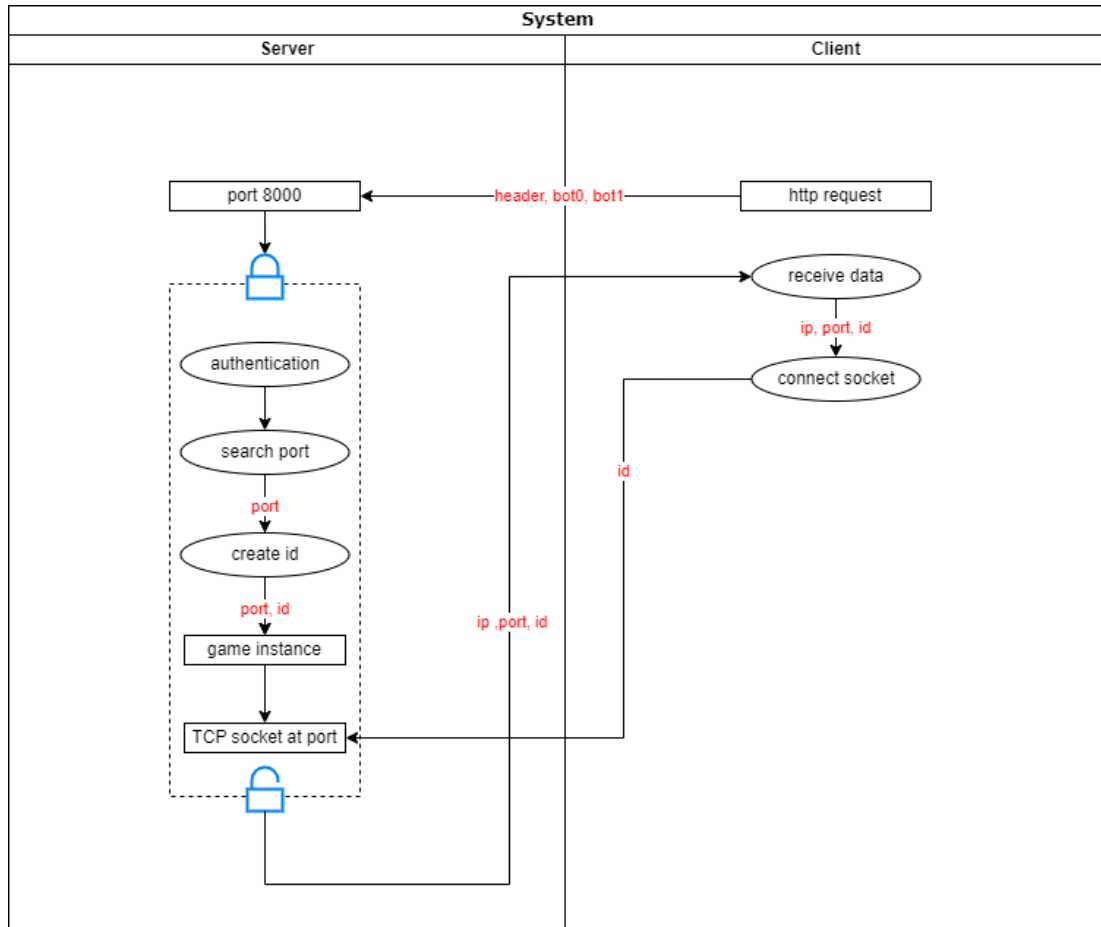 System
Server
Client
port 8000
header, bot0, bot1
http request
receive data
ip, port, id
connect socket
authentication
search port
id
port
create id
port, id
ip ,port, id
game instance
TCP socket at port